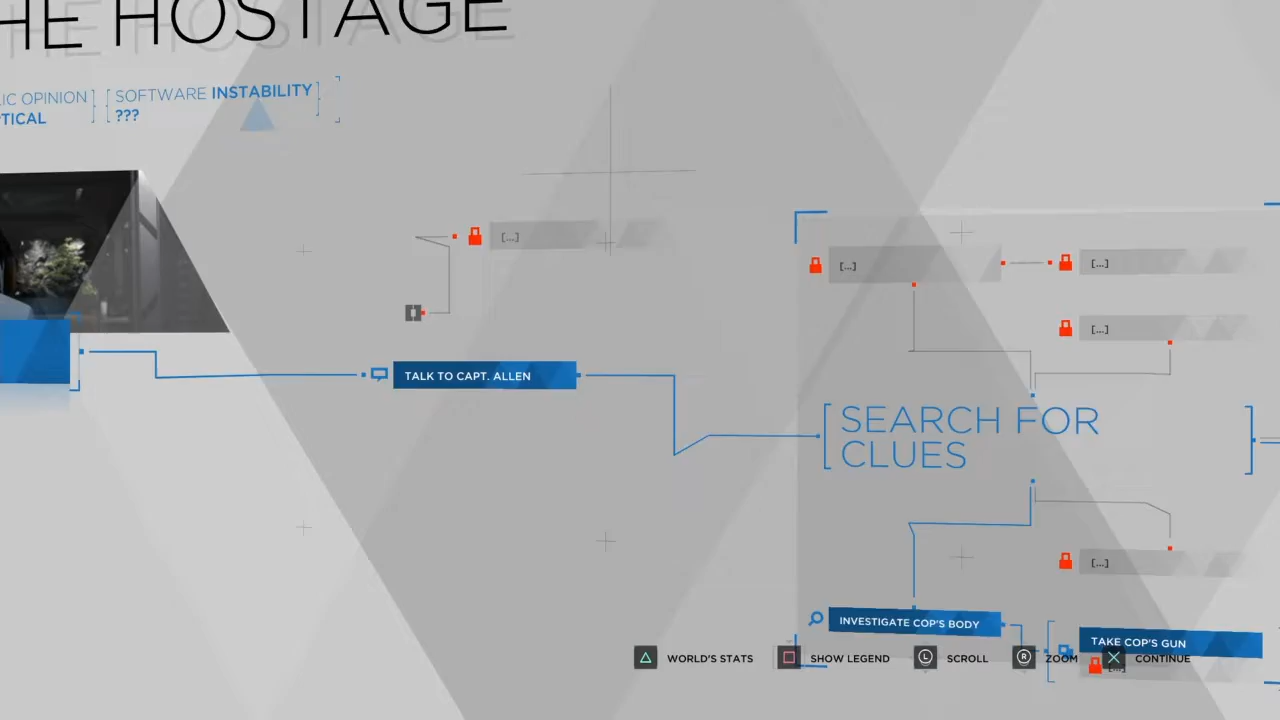 HE HOSTAGE
LIC OPINION
TICAL
SOFTWARE INSTABILITY
???
[...]
[...]
[...]
[...]
TALK TO CAPT. ALLEN
SEARCH FOR
CLUES
[...]
INVESTIGATE COP'S BODY
TAKE COP'S GUN
[...]
WORLD'S STATS
SHOW LEGEND
L
SCROLL
R
ZOOM
CONTINUE